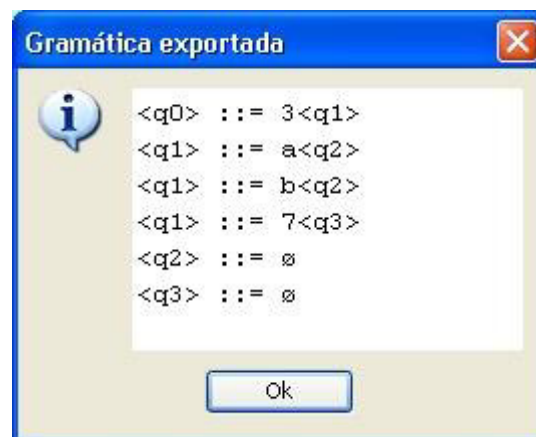 Gramática exportada
<q0> ::= 3<q1>
<q1> ::= a<q2>
<q1> ::= b<q2>
<q1> ::= 7<q3>
<q2> ::= ø
<q3> ::= ø
Ok